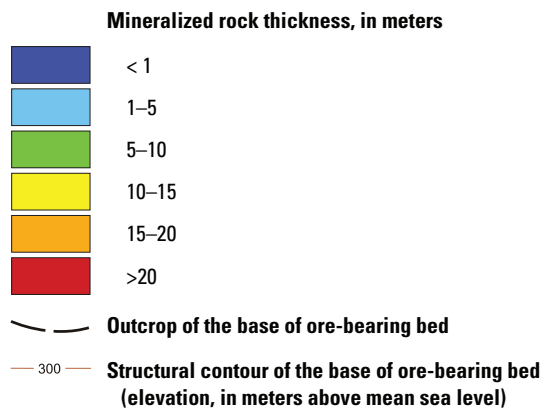 Mineralized rock thickness, in meters
< 1
1–5
5–10
10–15
15–20
>20
Outcrop of the base of ore-bearing bed
300 Structural contour of the base of ore-bearing bed
(elevation, in meters above mean sea level)